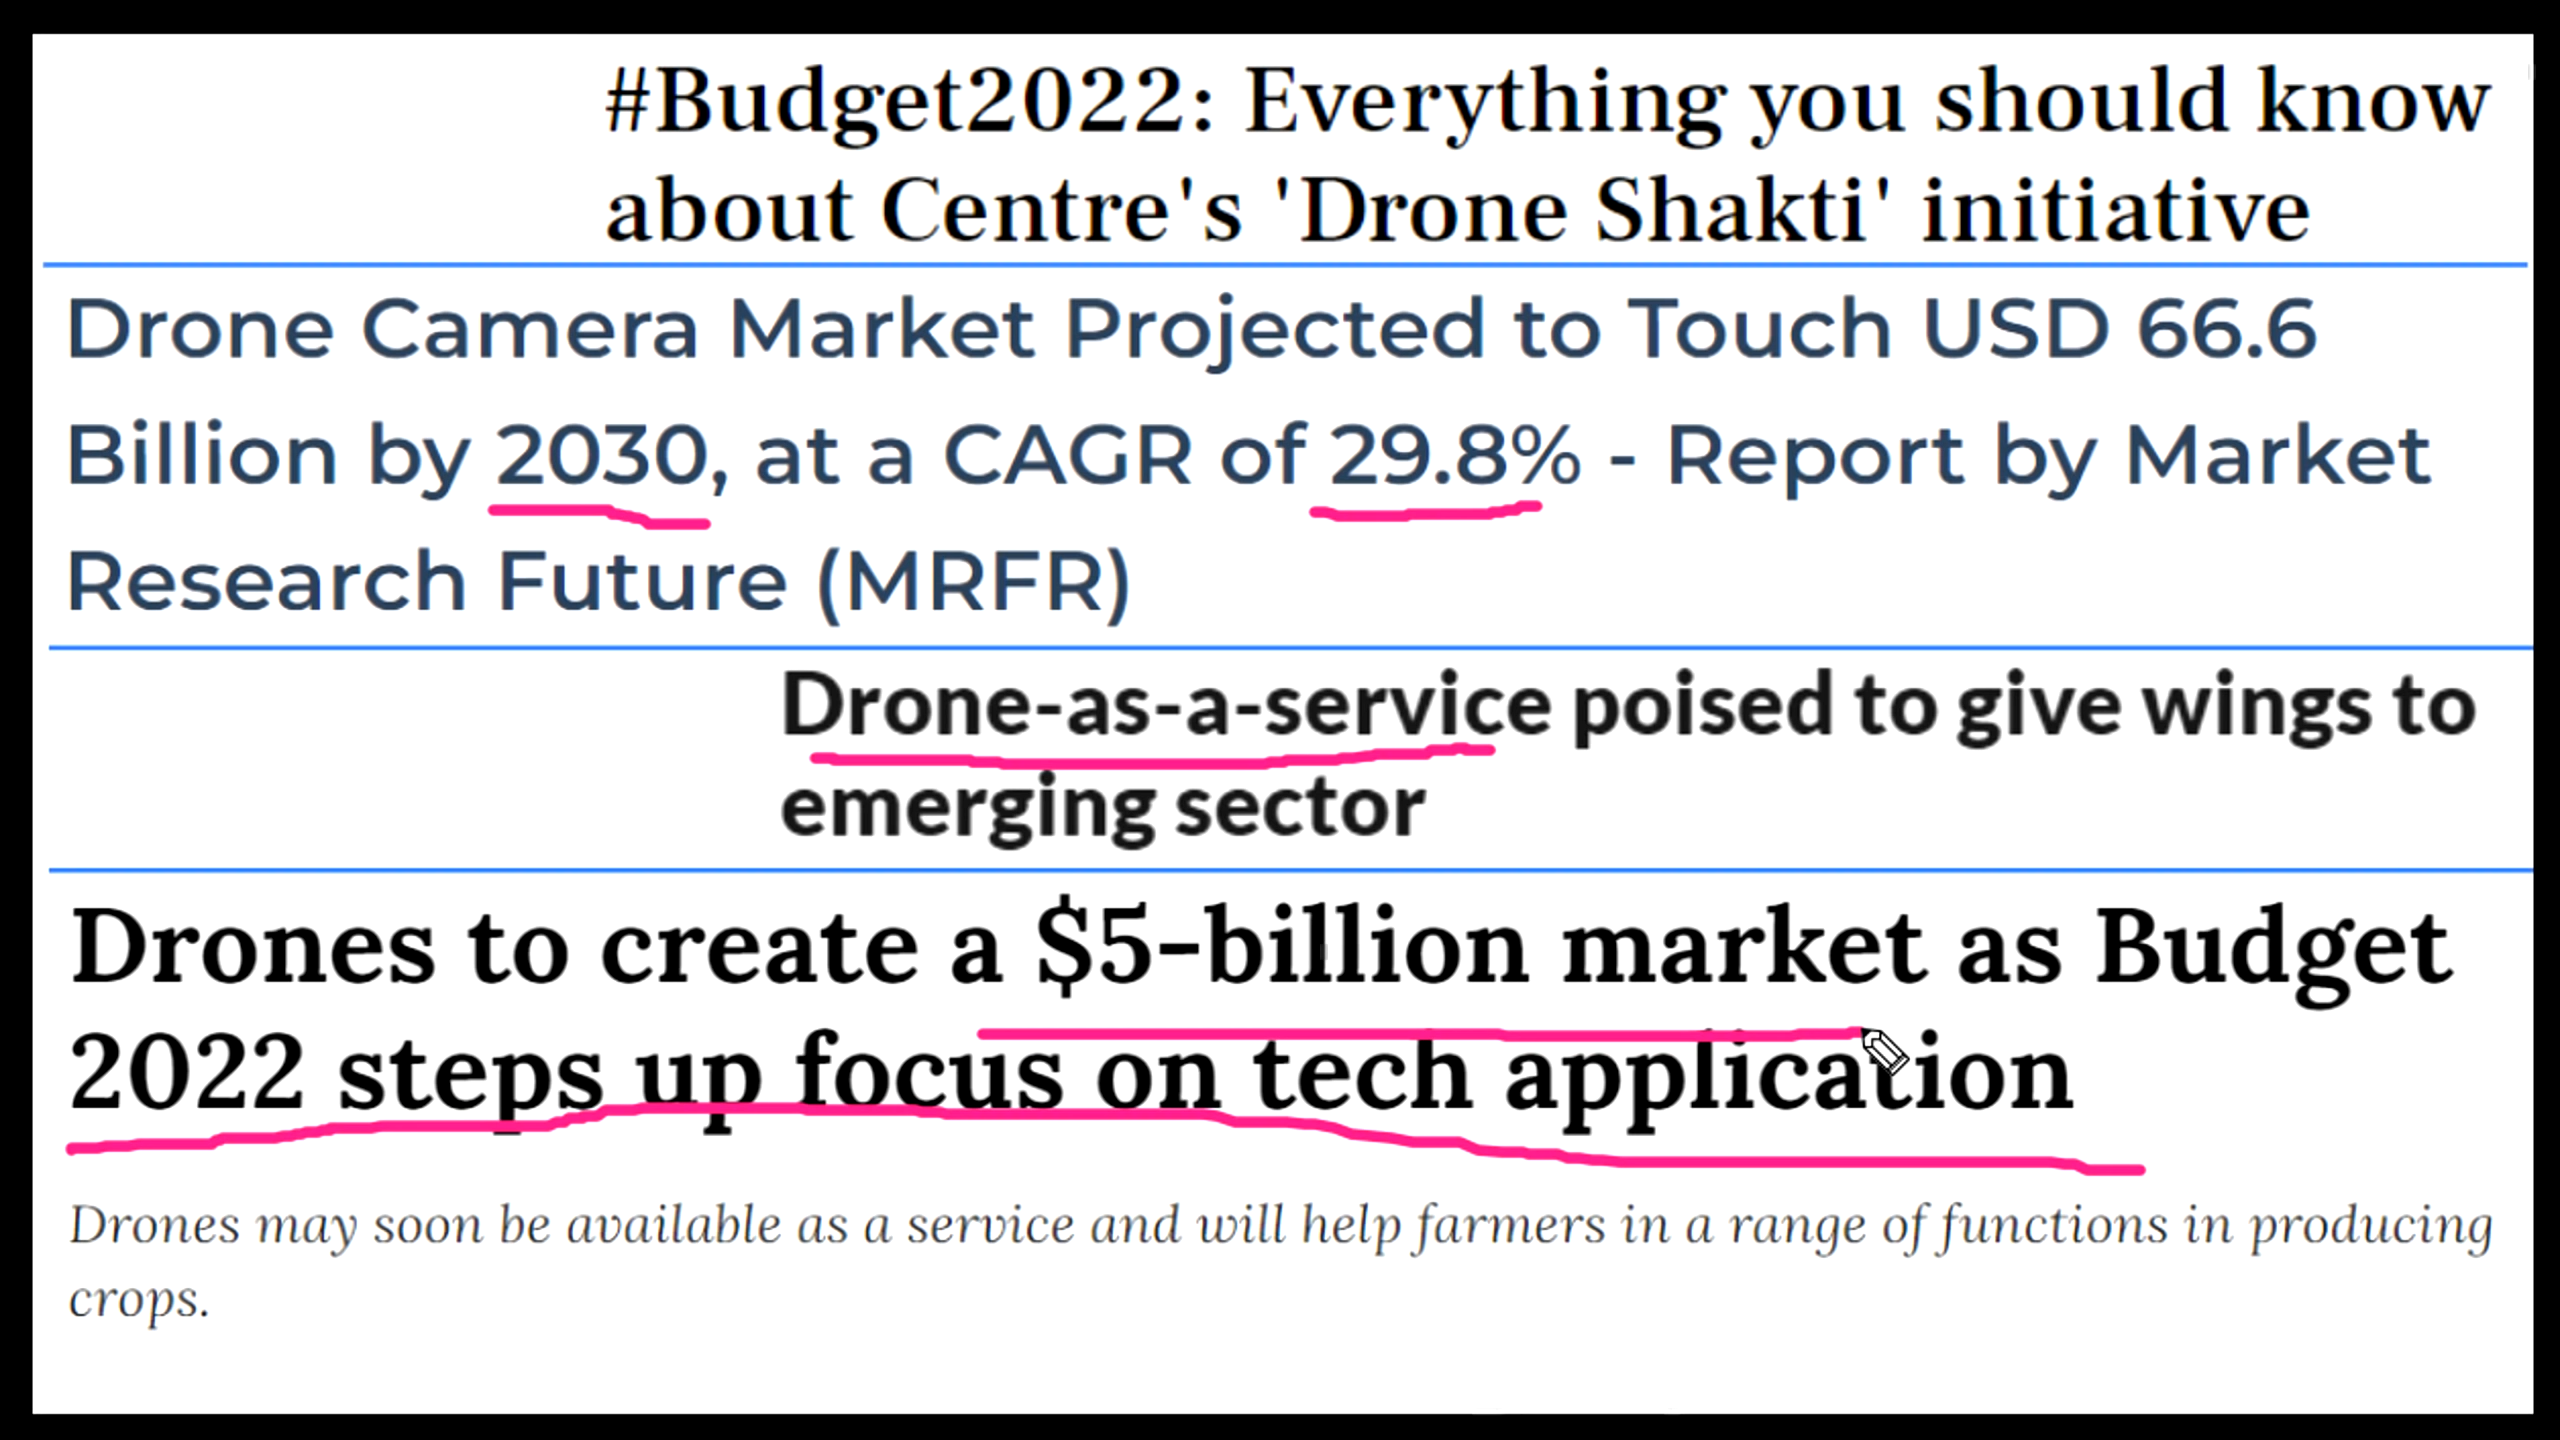 #Budget2022: Everything you should know
about Centre's 'Drone Shakti' initiative
Drone Camera Market Projected to Touch USD 66.6
Billion by 2030, at a CAGR of 29.8% - Report by Market
Research Future (MRFR)
Drone-as-a-service poised to give wings to
emerging sector
Drones to create a $5-billion market as Budget
2022 steps up focus on tech application
Drones may soon be available as a service and will help farmers in a range of functions in producing
crops.